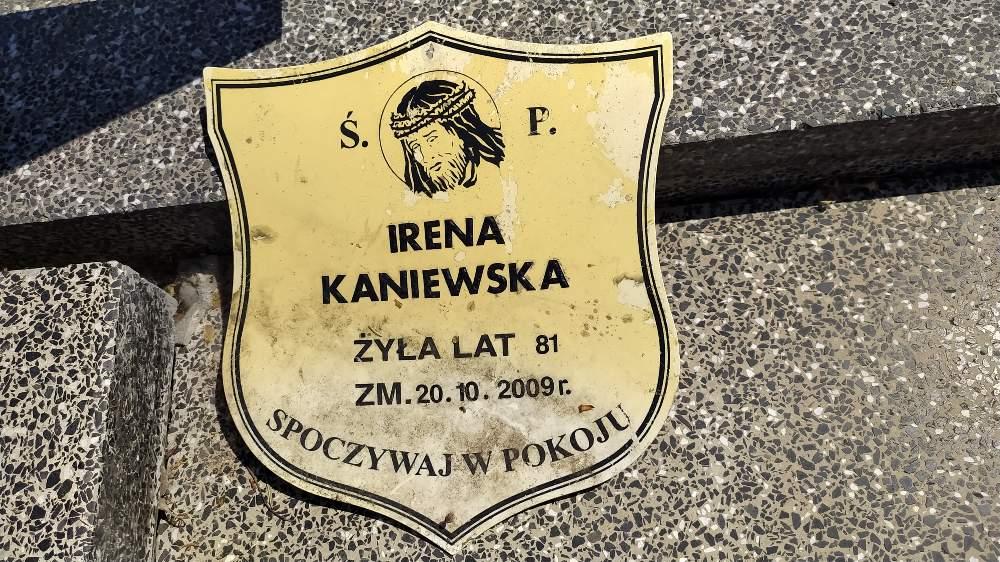 Ś. P.
IRENA
KANIEWSKA
ŻYŁA LAT 81
ZM. 20. 10. 2009 r.
SPOCZYWAJ W POKOJU